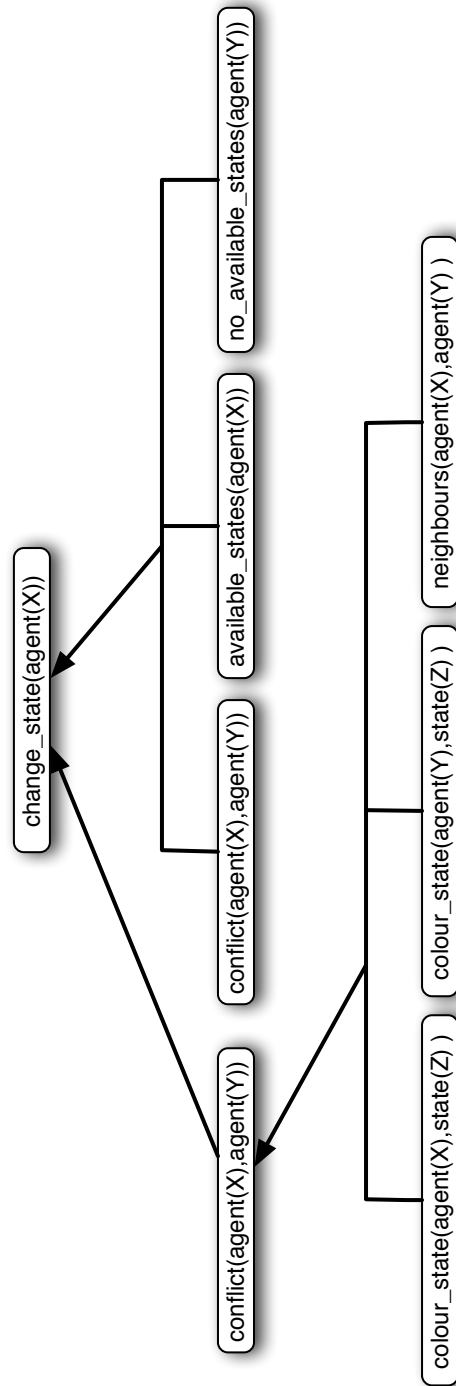 change_state(agent(X))
conflict(agent(X),agent(Y))
conflict(agent(X),agent(Y))
available_states(agent(X))
no_available_states(agent(Y))
colour_state(agent(X),state(Z) )
colour_state(agent(Y),state(Z) )
neighbours(agent(X),agent(Y) )